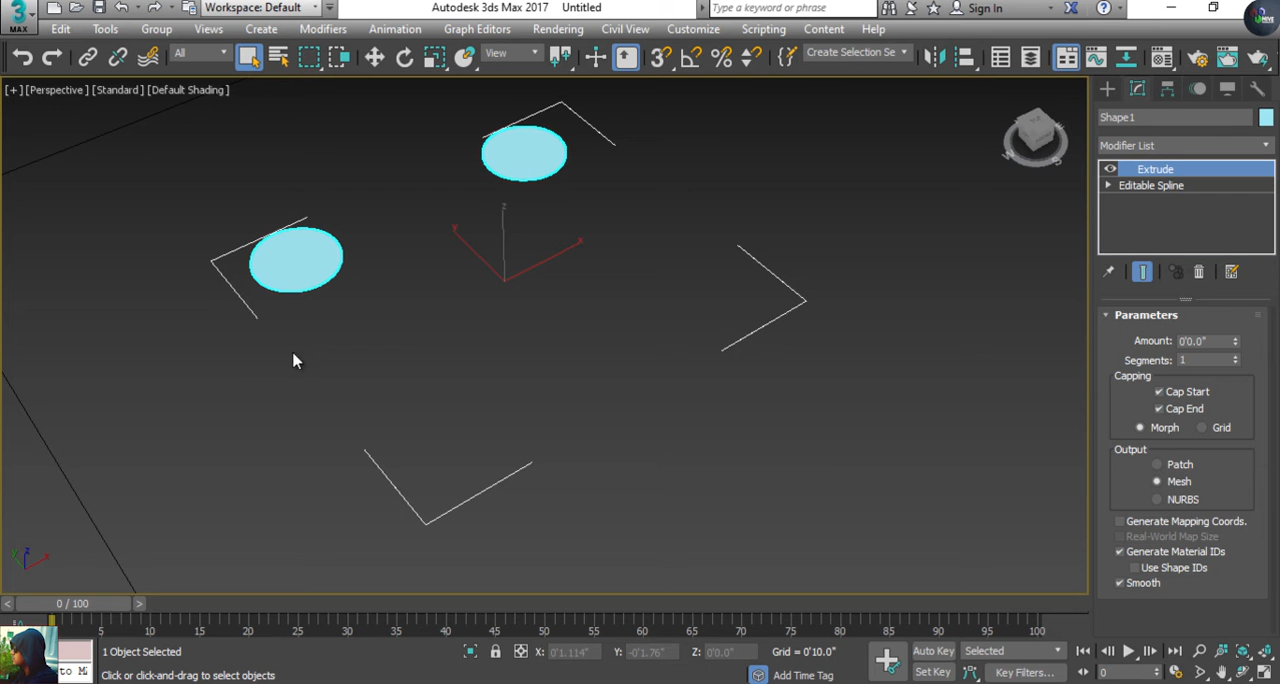 MAX
Workspace: Default
Autodesk 3ds Max 2017 Untitled
Type a keyword or phrase
Sign In
Edit Tools Group Views Create Modifiers Animation Graph Editors Rendering Civil View Customize Scripting Content Help
All
View
3
Create Selection Se
[+] [Perspective] [Standard] [Default Shading]
Shape1
Modifier List
Extrude
Editable Spline
z
y
x
Parameters
Amount: 0'0.0"
Segments: 1
Capping
Cap Start
Cap End
Morph Grid
Output
Patch
Mesh
NURBS
Generate Mapping Coords.
Real-World Map Size
Generate Material IDs
Use Shape IDs
Smooth
z
x
< 0 / 100 >
5 10 15 20 25 30 35 40 45 50 55 60 65 70 75 80 85 90 95 100
1 Object Selected
X: 0'1.114" Y: -0'1.76" Z: 0'0.0" Grid = 0'10.0"
Auto Key Selected
to Mi
Click or click-and-drag to select objects
Add Time Tag
Set Key Key Filters...
0